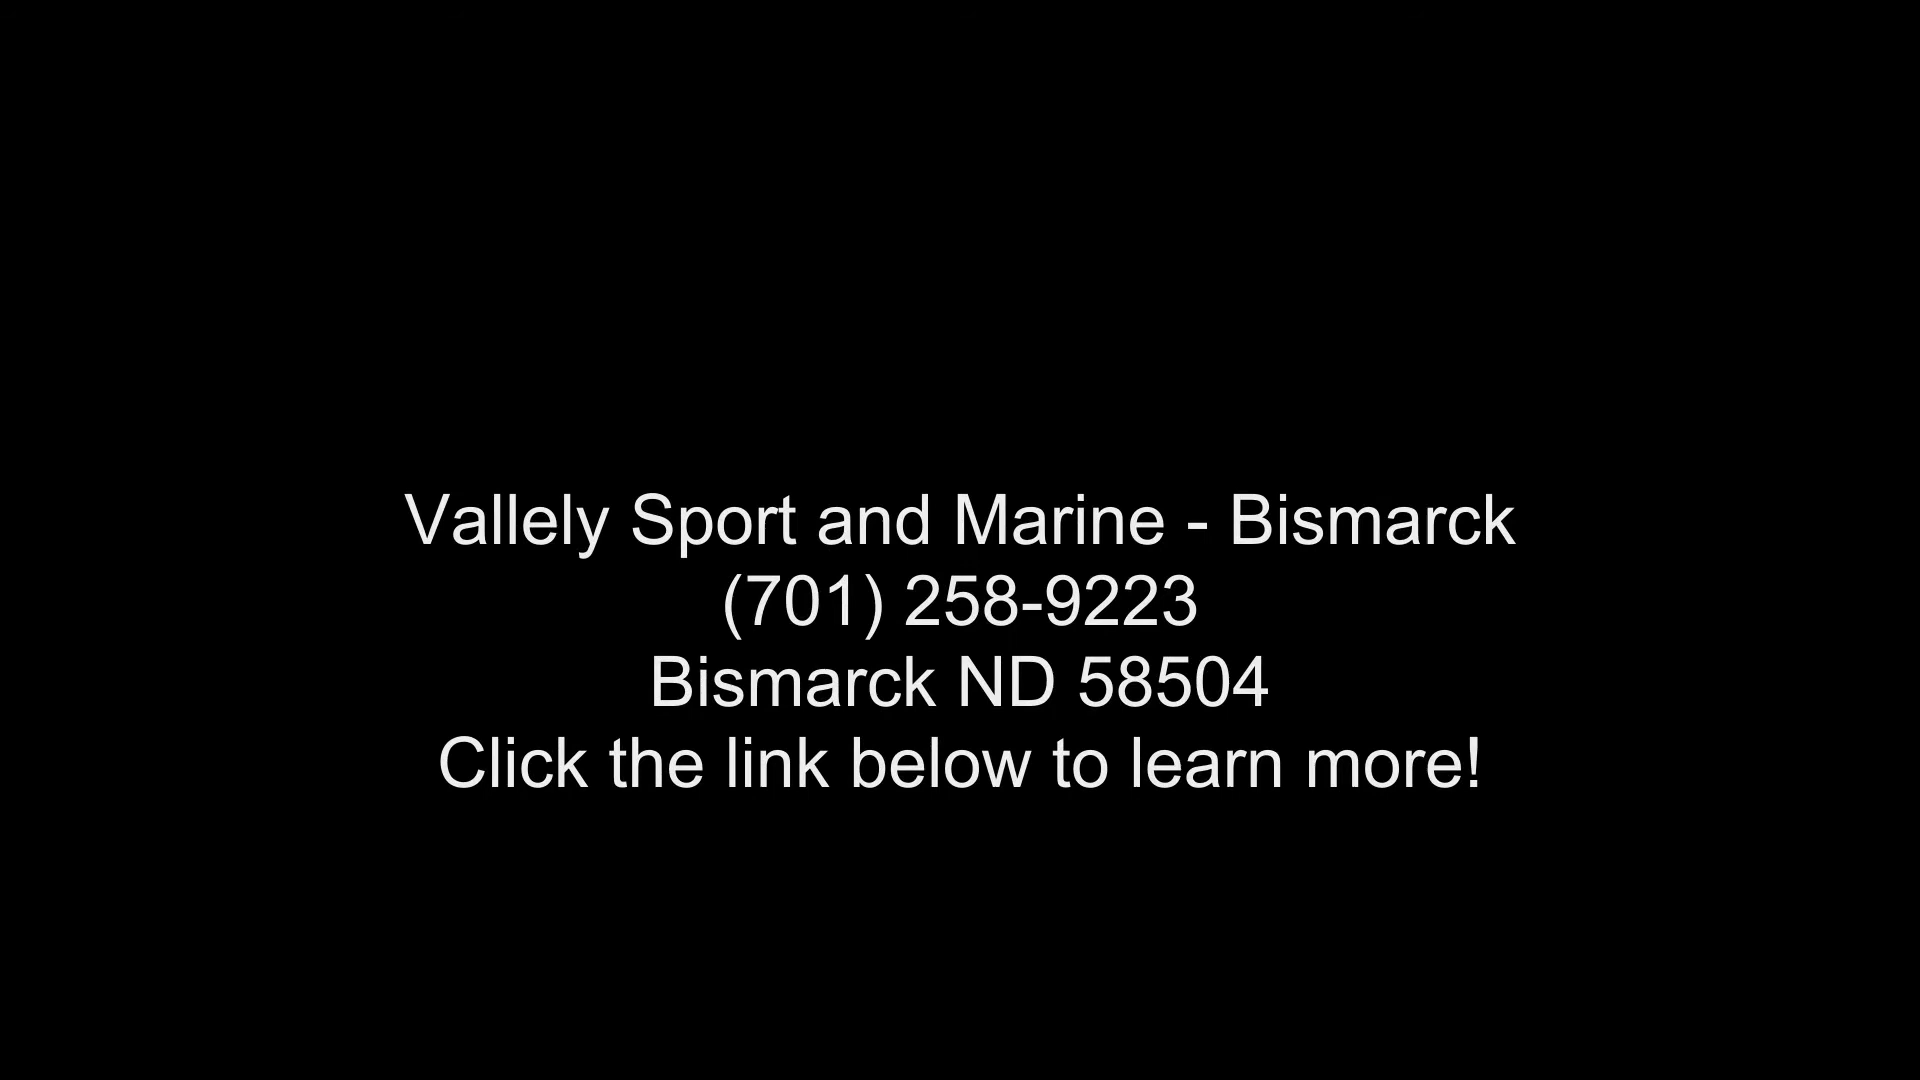 Vallely Sport and Marine - Bismarck
(701) 258-9223
Bismarck ND 58504
Click the link below to learn more!